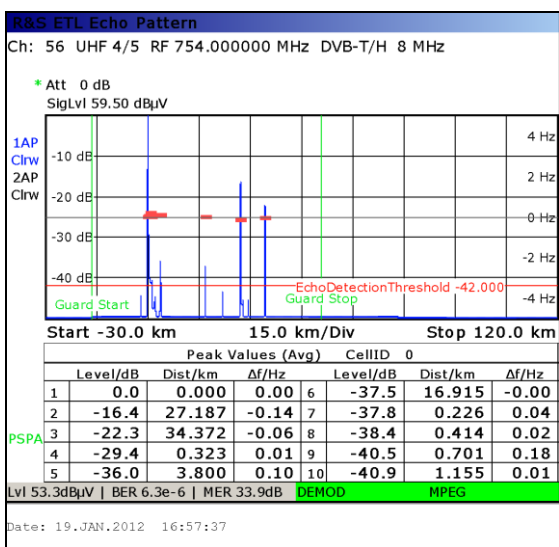 R&S ETL Echo Pattern
Ch: 56 UHF 4/5 RF 754.000000 MHz DVB-T/H 8 MHz
* Att 0 dB
SigLvl 59.50 dBµV
1AP
Clrw
2AP
Clrw
-10 dB
-20 dB
-30 dB
-40 dB
4 Hz
2 Hz
0 Hz
-2 Hz
-4 Hz
EchoDetectionThreshold -42.000
Guard Start
Guard Stop
Start -30.0 km 15.0 km/Div Stop 120.0 km
Peak Values (Avg) CellID 0
Level/dB Dist/km Δf/Hz Level/dB Dist/km Δf/Hz
1 0.0 0.000 0.00 6 -37.5 16.915 -0.00
2 -16.4 27.187 -0.14 7 -37.8 0.226 0.04
3 -22.3 34.372 -0.06 8 -38.4 0.414 0.02
4 -29.4 0.323 0.01 9 -40.5 0.701 0.18
5 -36.0 3.800 0.10 10 -40.9 1.155 0.01
PSPA
Lvl 53.3dBµV | BER 6.3e-6 | MER 33.9dB DEMOD MPEG
Date: 19.JAN.2012 16:57:37